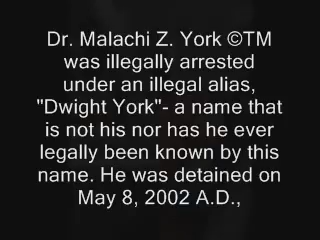 Dr. Malachi Z. York ©TM
was illegally arrested
under an illegal alias,
"Dwight York"- a name that
is not his nor has he ever
legally been known by this
name. He was detained on
May 8, 2002 A.D.,